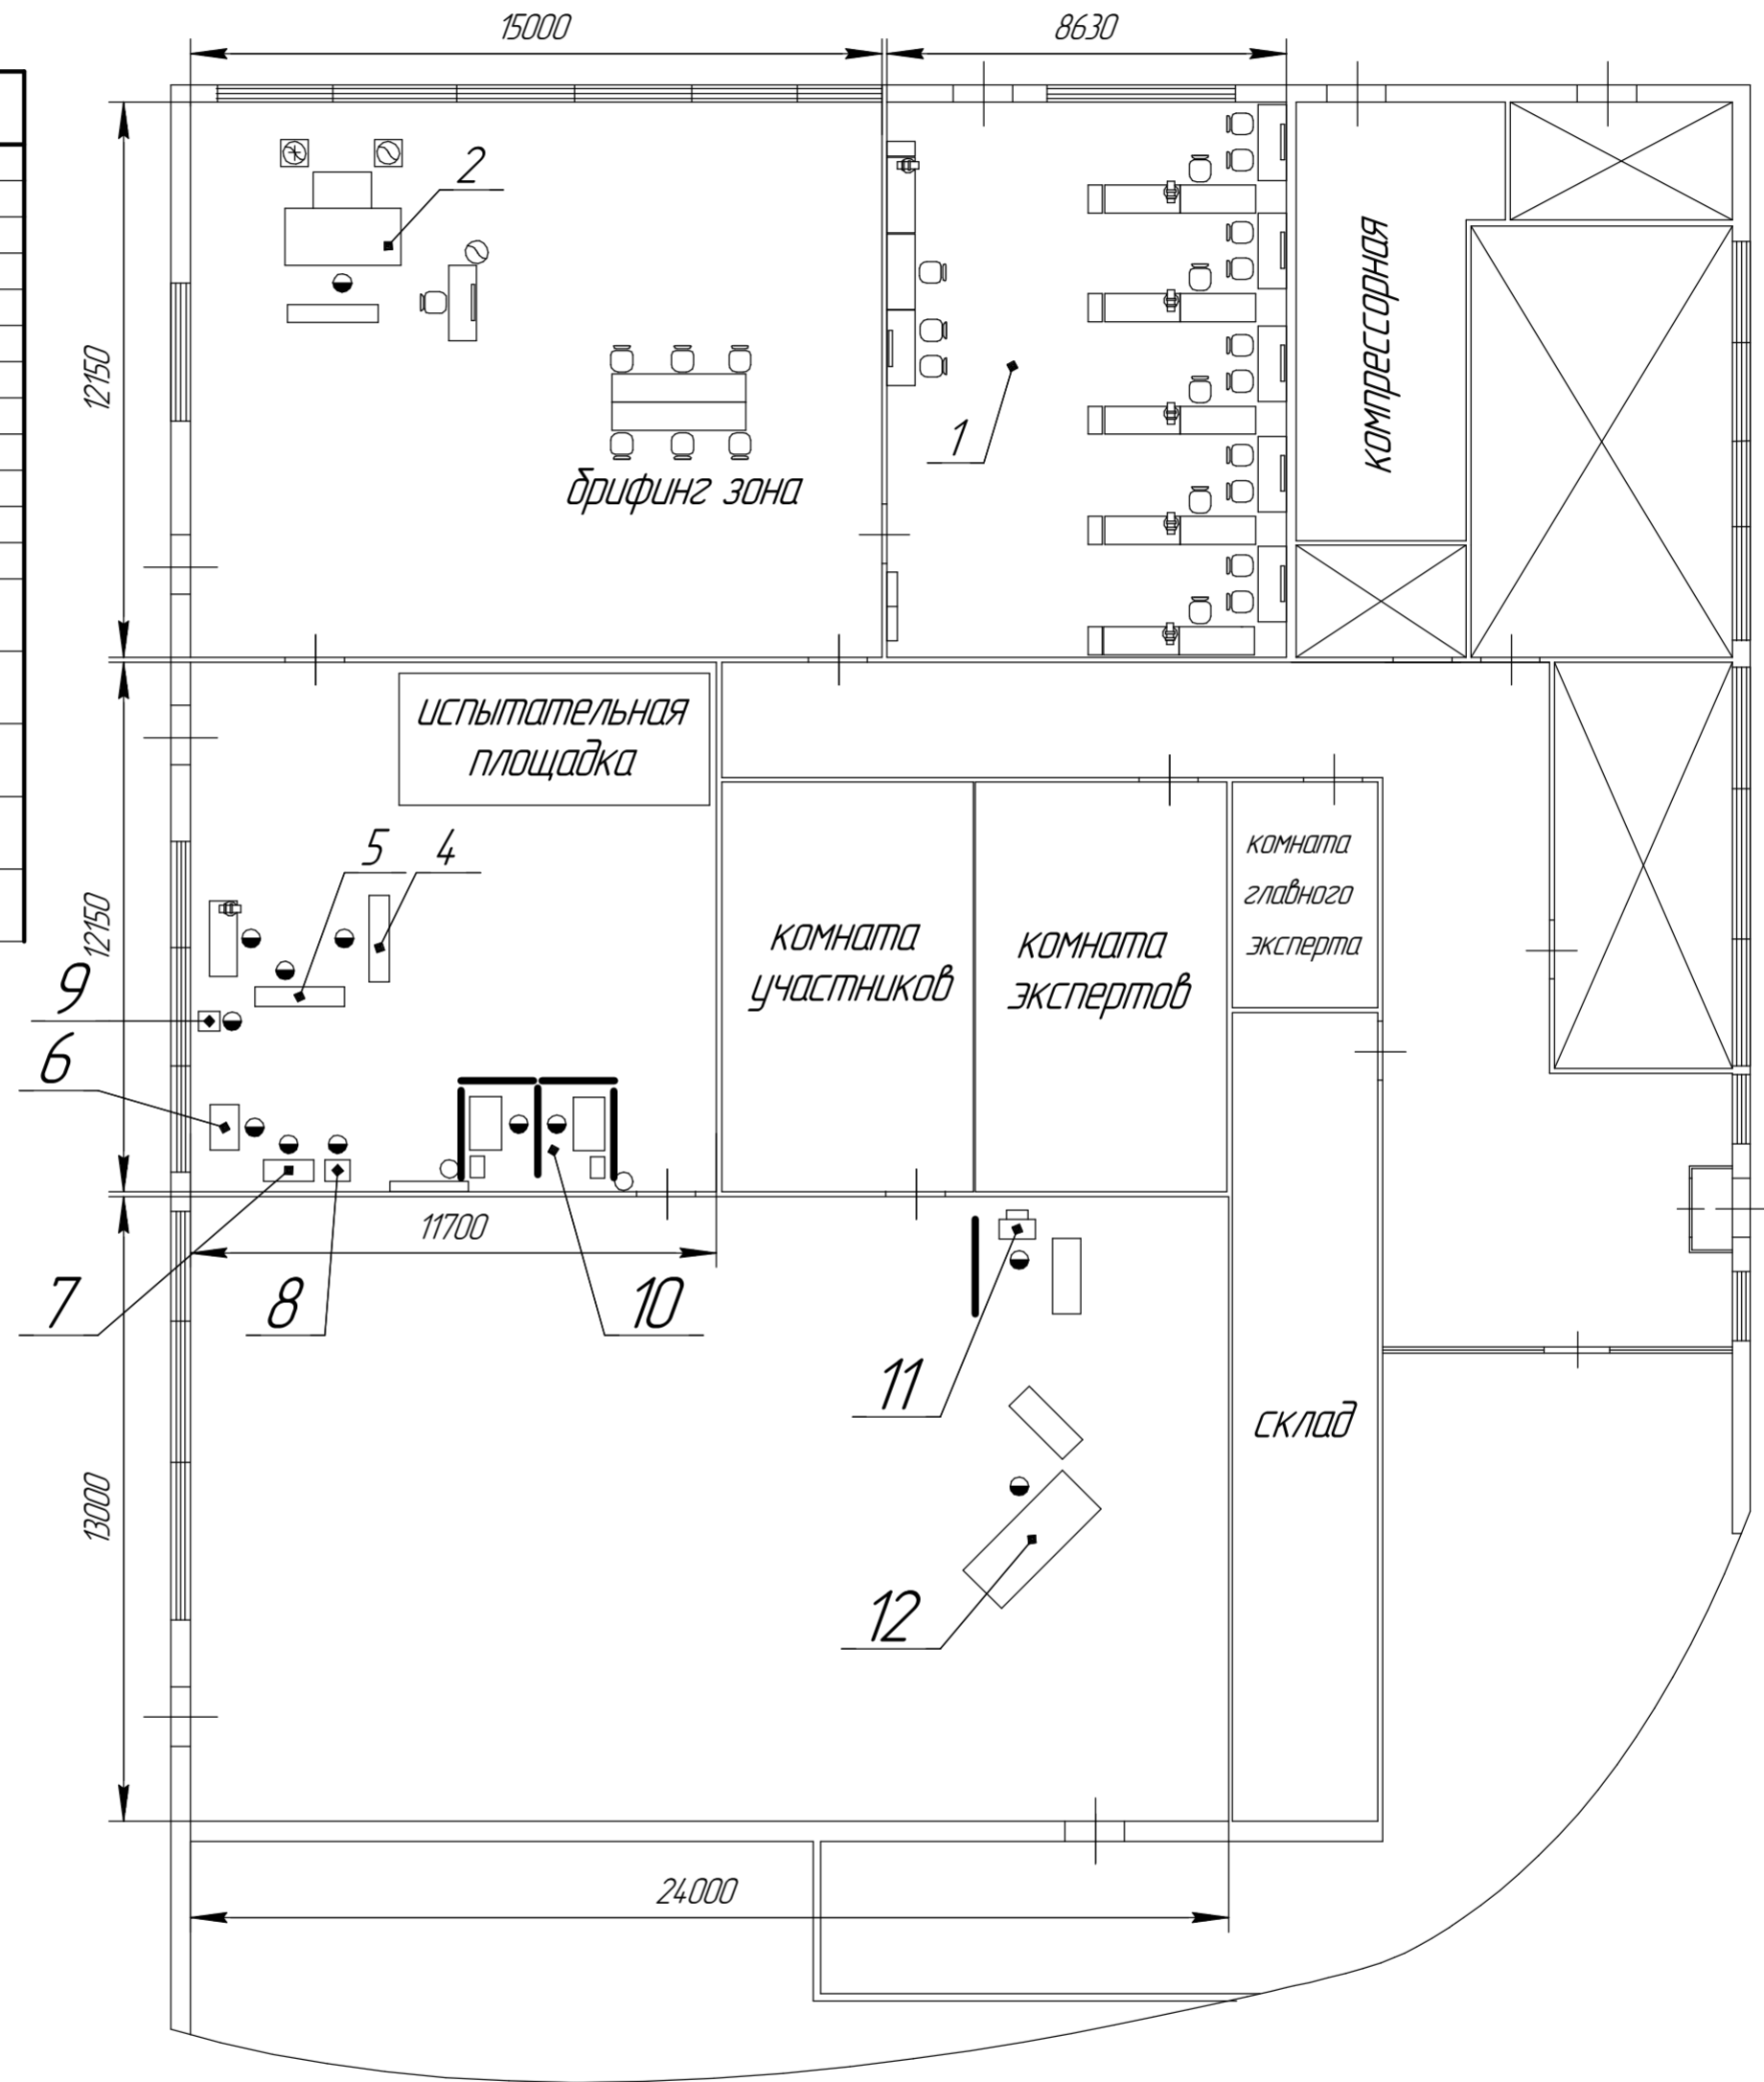 15000
8630
2
12150
1
брифинг зона
компрессорная
испытательная
площадка
5
4
12150
9
6
комната
участников
комната
экспертов
комната
главного
эксперта
11700
7
8
10
11
13000
12
склад
24000